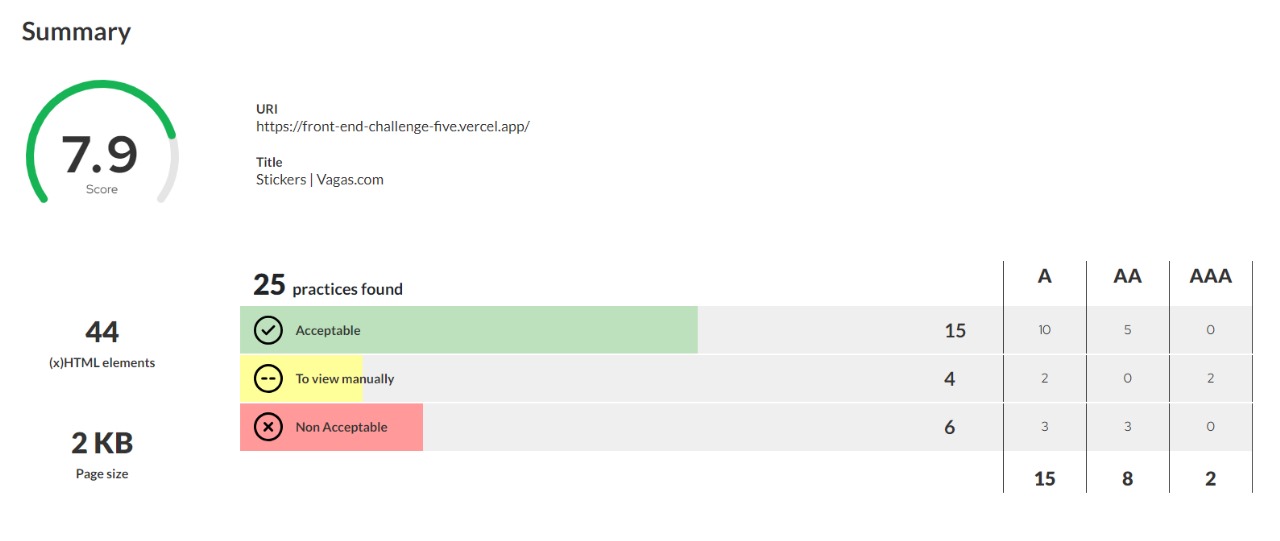 Summary
7.9
Score
URI
https://front-end-challenge-five.vercel.app/
Title
Stickers | Vagas.com
44
(x)HTML elements
2 KB
Page size
25 practices found A AA AAA
Acceptable 15 10 5 0
To view manually 4 2 0 2
Non Acceptable 6 3 3 0
15 8 2